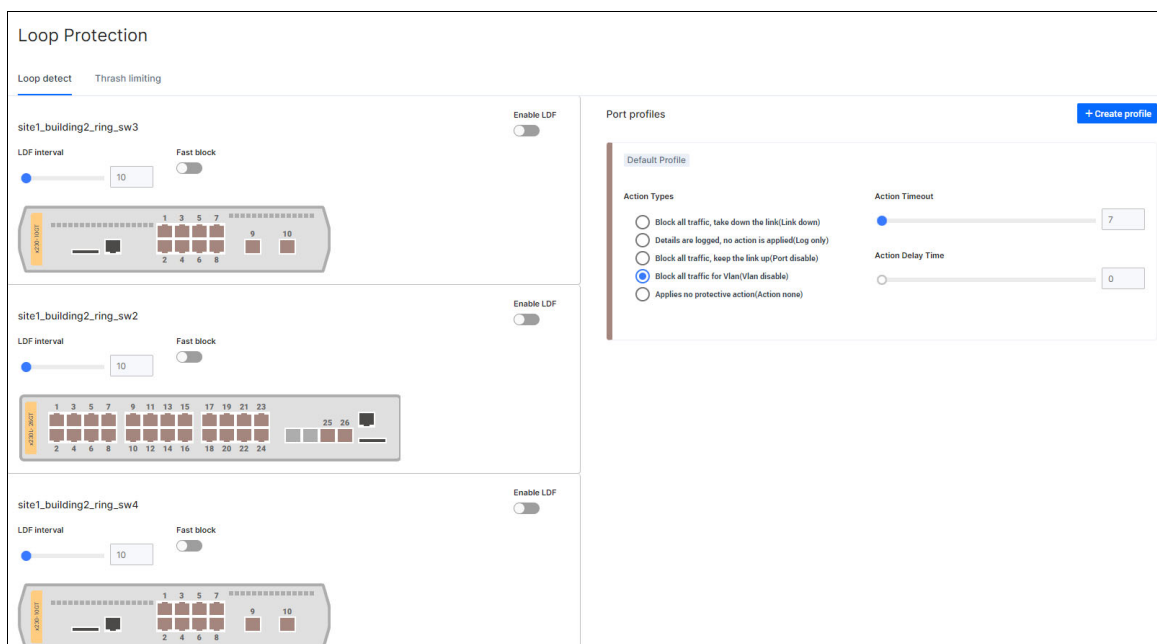 Loop Protection
Loop detect Thrash limiting
site1_building2_ring_sw3
Enable LDF
LDF interval Fast block
10
x230-10GT
1 3 5 7
9 10
2 4 6 8
site1_building2_ring_sw2
Enable LDF
LDF interval Fast block
10
x230L-26GT
1 3 5 7 9 11 13 15 17 19 21 23
25 26
2 4 6 8 10 12 14 16 18 20 22 24
site1_building2_ring_sw4
Enable LDF
LDF interval Fast block
10
x230-10GT
1 3 5 7
9 10
2 4 6 8
Port profiles
+ Create profile
Default Profile
Action Types
Block all traffic, take down the link(Link down)
Details are logged, no action is applied(Log only)
Block all traffic, keep the link up(Port disable)
Block all traffic for Vlan(Vlan disable)
Applies no protective action(Action none)
Action Timeout
7
Action Delay Time
0